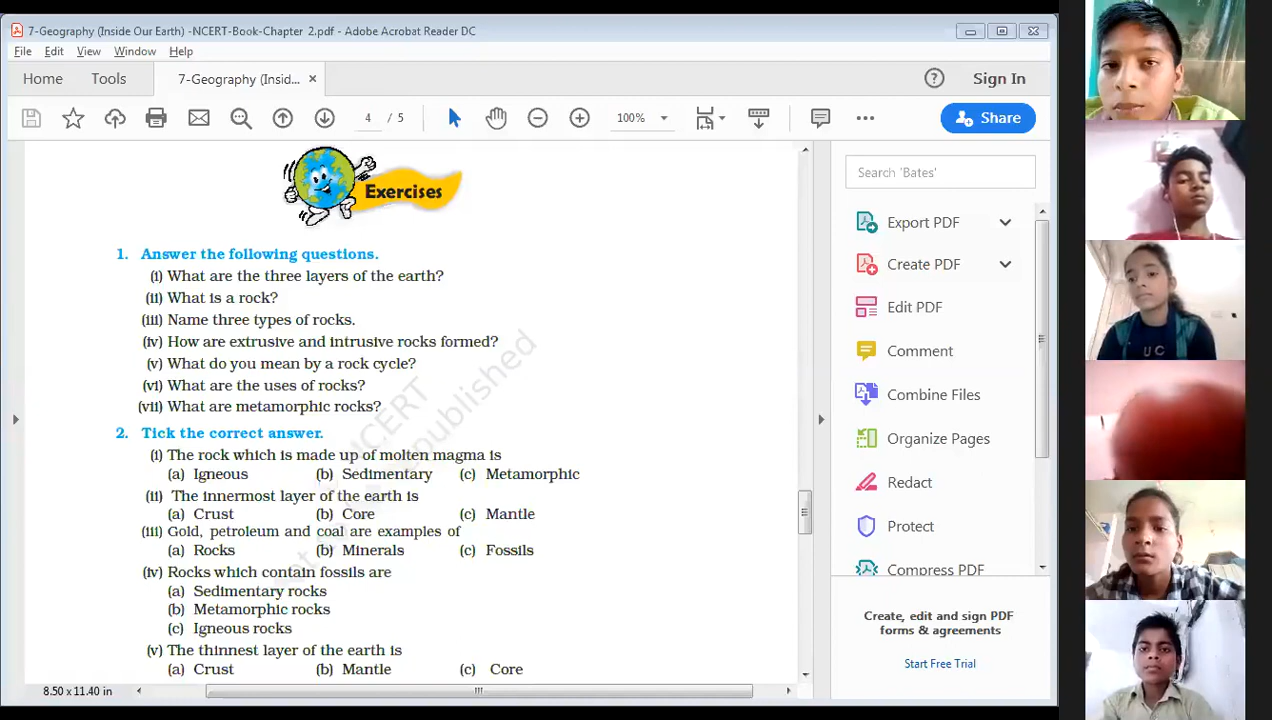 7-Geography (Inside Our Earth) -NCERT-Book-Chapter 2.pdf - Adobe Acrobat Reader DC
File Edit View Window Help
Home Tools 7-Geography (Insid... × Sign In
4 / 5 100% Share
Exercises
1. Answer the following questions.
(i) What are the three layers of the earth?
(ii) What is a rock?
(iii) Name three types of rocks.
(iv) How are extrusive and intrusive rocks formed?
(v) What do you mean by a rock cycle?
(vi) What are the uses of rocks?
(vii) What are metamorphic rocks?
2. Tick the correct answer.
(i) The rock which is made up of molten magma is
(a) Igneous (b) Sedimentary (c) Metamorphic
(ii) The innermost layer of the earth is
(a) Crust (b) Core (c) Mantle
(iii) Gold, petroleum and coal are examples of
(a) Rocks (b) Minerals (c) Fossils
(iv) Rocks which contain fossils are
(a) Sedimentary rocks
(b) Metamorphic rocks
(c) Igneous rocks
(v) The thinnest layer of the earth is
(a) Crust (b) Mantle (c) Core
8.50 x 11.40 in
Search 'Bates'
Export PDF
Create PDF
Edit PDF
Comment
Combine Files
Organize Pages
Redact
Protect
Compress PDF
Create, edit and sign PDF
forms & agreements
Start Free Trial
NCERT
published
UC